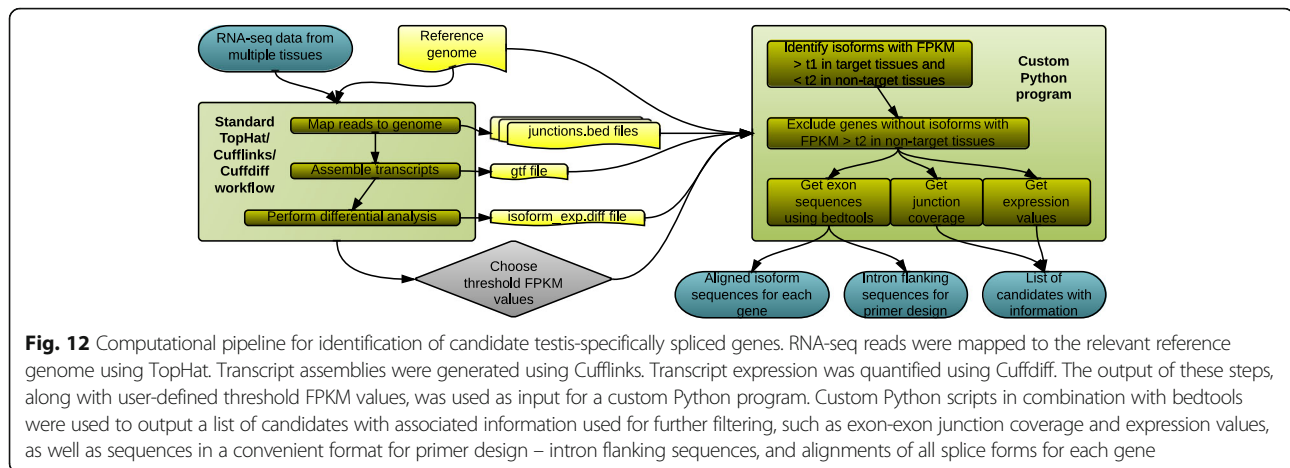 RNA-seq data from
multiple tissues
Reference
genome
Standard
TopHat/
Cufflinks/
Cuffdiff
workflow
Map reads to genome
Assemble transcripts
Perform differential analysis
junctions.bed files
gtf file
isoform_exp.diff file
Choose
threshold FPKM
values
Identify isoforms with FPKM
> t1 in target tissues and
< t2 in non-target tissues
Custom
Python
program
Exclude genes without isoforms with
FPKM > t2 in non-target tissues
Get exon
sequences
using bedtools
Get
junction
coverage
Get
expression
values
Aligned isoform
sequences for each
gene
Intron flanking
sequences for
primer design
List of
candidates with
information
Fig. 12 Computational pipeline for identification of candidate testis-specifically spliced genes. RNA-seq reads were mapped to the relevant reference
genome using TopHat. Transcript assemblies were generated using Cufflinks. Transcript expression was quantified using Cuffdiff. The output of these steps,
along with user-defined threshold FPKM values, was used as input for a custom Python program. Custom Python scripts in combination with bedtools
were used to output a list of candidates with associated information used for further filtering, such as exon-exon junction coverage and expression values,
as well as sequences in a convenient format for primer design – intron flanking sequences, and alignments of all splice forms for each gene